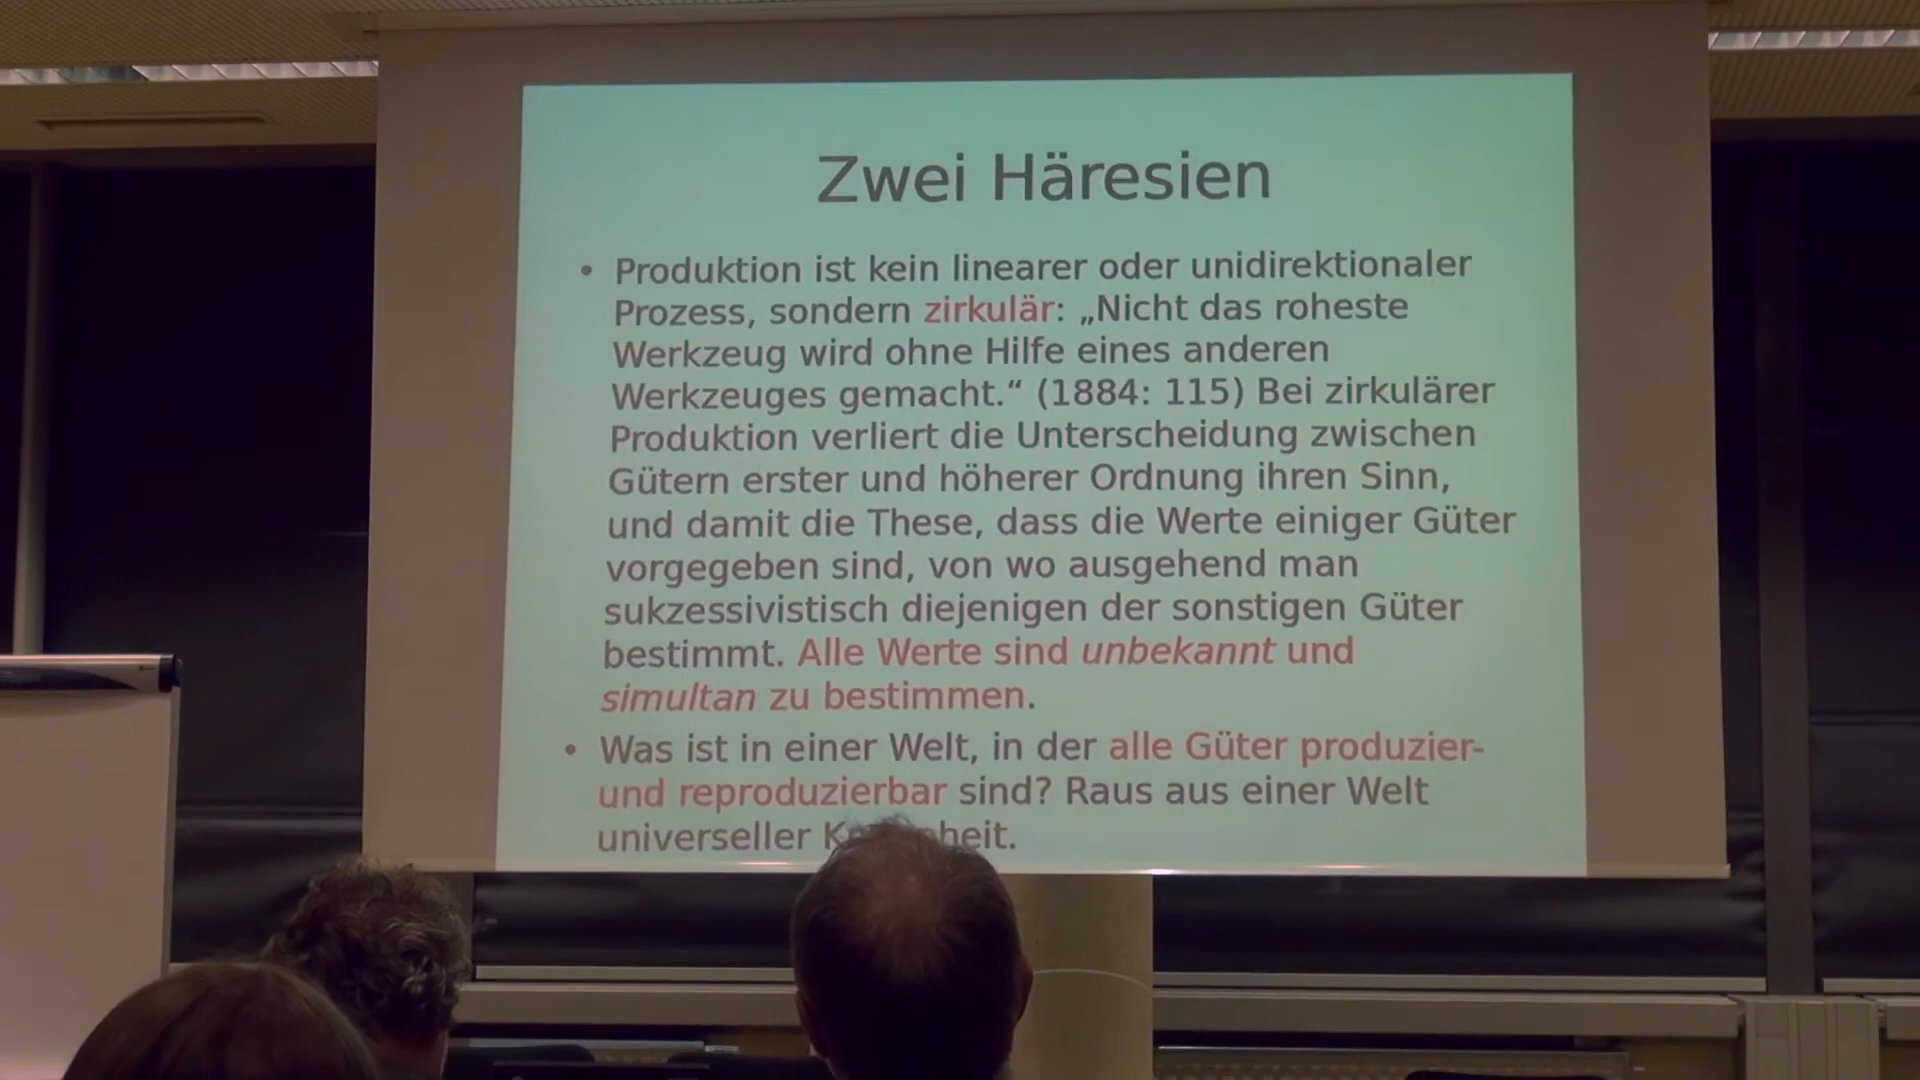 Zwei Häresien
• Produktion ist kein linearer oder unidirektionaler
Prozess, sondern zirkulär: „Nicht das roheste
Werkzeug wird ohne Hilfe eines anderen
Werkzeuges gemacht.“ (1884: 115) Bei zirkulärer
Produktion verliert die Unterscheidung zwischen
Gütern erster und höherer Ordnung ihren Sinn,
und damit die These, dass die Werte einiger Güter
vorgegeben sind, von wo ausgehend man
sukzessivistisch diejenigen der sonstigen Güter
bestimmt. Alle Werte sind unbekannt und
simultan zu bestimmen.
• Was ist in einer Welt, in der alle Güter produzier-
und reproduzierbar sind? Raus aus einer Welt
universeller